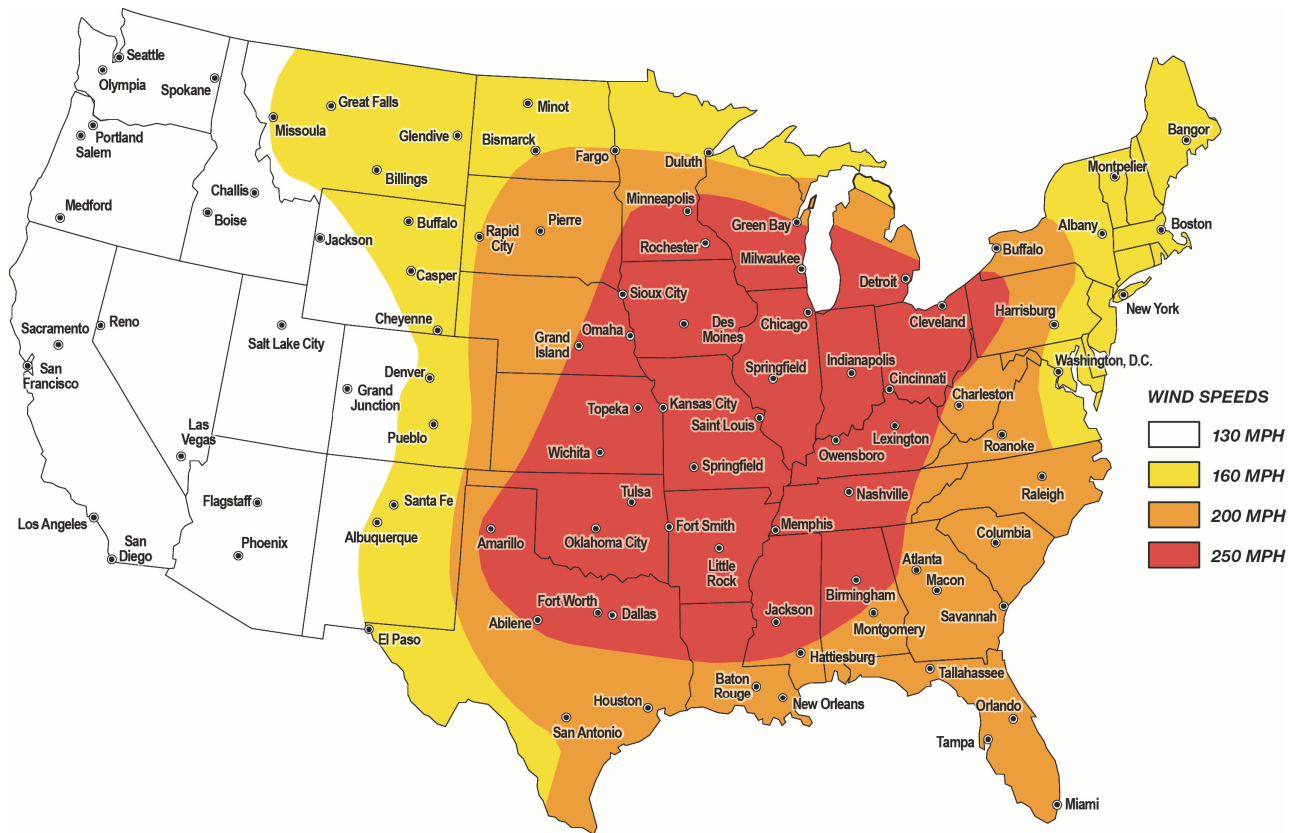 Seattle
Olympia
Spokane
Great Falls
Missoula
Glendive
Minot
Bismarck
Fargo
Duluth
Bangor
Montpelier
Portland
Salem
Billings
Challis
Boise
Medford
Buffalo
Jackson
Rapid
City
Pierre
Minneapolis
Green Bay
Rochester
Milwaukee
Detroit
Buffalo
Albany
Boston
Casper
Sioux City
New York
Cheyenne
Sacramento
Reno
San
Francisco
Salt Lake City
Grand
Island
Omaha
Des
Moines
Chicago
Cleveland
Harrisburg
Washington, D.C.
Denver
Grand
Junction
Pueblo
Springfield
Indianapolis
Cincinnati
Charleston
WIND SPEEDS
130 MPH
160 MPH
200 MPH
250 MPH
Las
Vegas
Topeka
Kansas City
Saint Louis
Lexington
Owensboro
Roanoke
Wichita
Springfield
Los Angeles
San
Diego
Flagstaff
Phoenix
Santa Fe
Albuquerque
Tulsa
Amarillo
Oklahoma City
Fort Smith
Little
Rock
Nashville
Memphis
Raleigh
Columbia
Atlanta
Macon
Birmingham
Savannah
El Paso
Abilene
Fort Worth
Dallas
Jackson
Montgomery
Hattiesburg
Tallahassee
Baton
Rouge
New Orleans
Houston
San Antonio
Orlando
Tampa
Miami